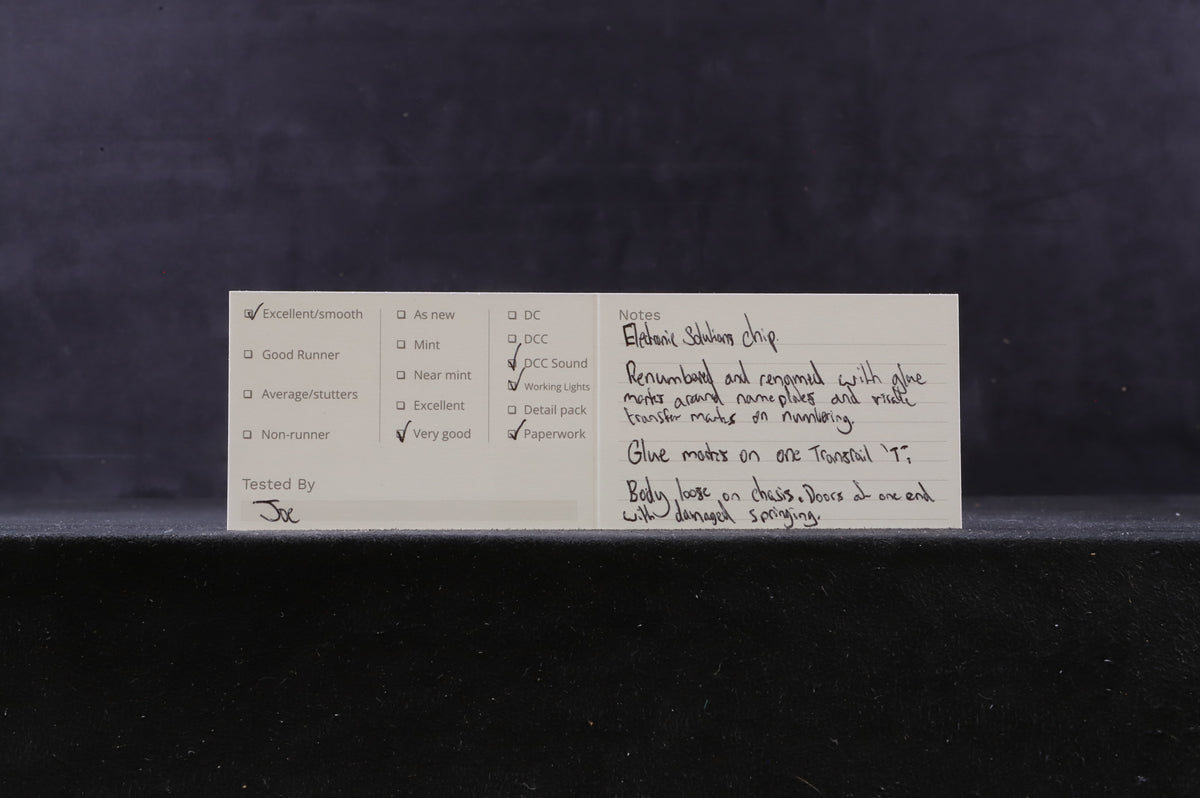 Excellent/smooth
Good Runner
Average/stutters
Non-runner
As new
Mint
Near mint
Excellent
Very good
DC
DCC
DCC Sound
Working Lights
Detail pack
Paperwork
Tested By
Joe
Notes
Electronic Solutions chip.
Renumbered and renamed with glue
marks around nameplates and visible
transfer marks on numbering.
Glue marks on one Transrail 'T'.
Body loose on chasis. Doors at one end
with damaged springing.